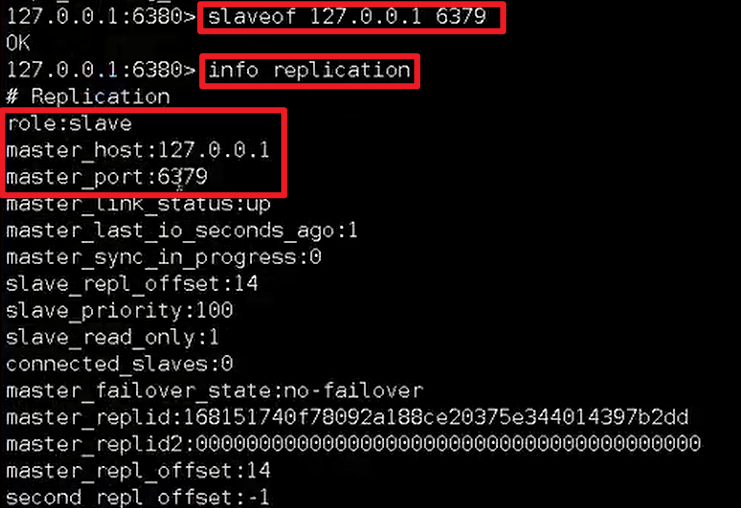 127.0.0.1:6380> slaveof 127.0.0.1 6379
OK
127.0.0.1:6380> info replication
# Replication
role:slave
master_host:127.0.0.1
master_port:6379
master_link_status:up
master_last_io_seconds_ago:1
master_sync_in_progress:0
slave_repl_offset:14
slave_priority:100
slave_read_only:1
connected_slaves:0
master_failover_state:no-failover
master_replid:168151740f78092a188ce20375e344014397b2dd
master_replid2:0000000000000000000000000000000000000000
master_repl_offset:14
second_repl_offset:-1